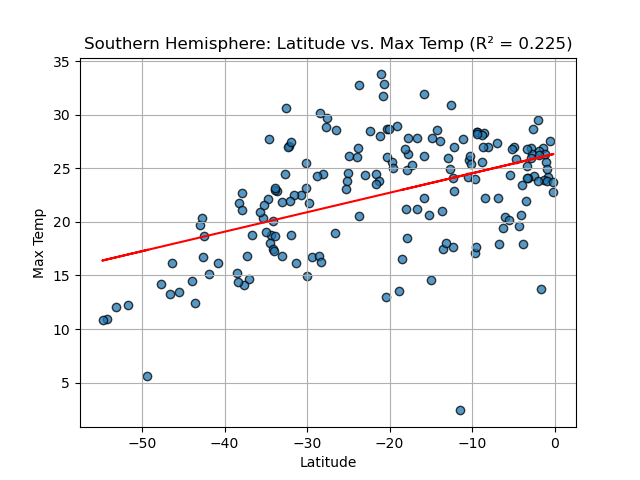 Southern Hemisphere: Latitude vs. Max Temp (R² = 0.225)
35
30
25
20
15
10
5
Max Temp
−50 −40 −30 −20 −10 0
Latitude